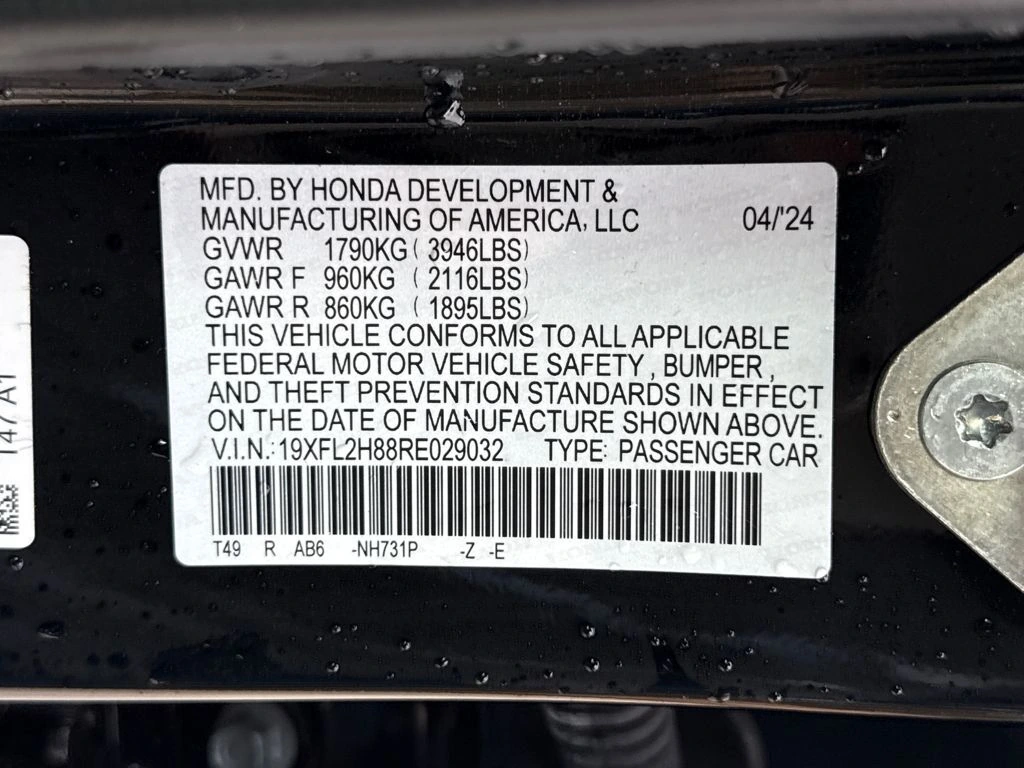 MFD. BY HONDA DEVELOPMENT &
MANUFACTURING OF AMERICA, LLC 04/'24
GVWR 1790KG ( 3946LBS)
GAWR F 960KG ( 2116LBS)
GAWR R 860KG ( 1895LBS)
THIS VEHICLE CONFORMS TO ALL APPLICABLE
FEDERAL MOTOR VEHICLE SAFETY , BUMPER ,
AND THEFT PREVENTION STANDARDS IN EFFECT
ON THE DATE OF MANUFACTURE SHOWN ABOVE.
V.I.N.:19XFL2H88RE029032 TYPE: PASSENGER CAR
T49 R AB6 -NH731P -Z -E
147 A1